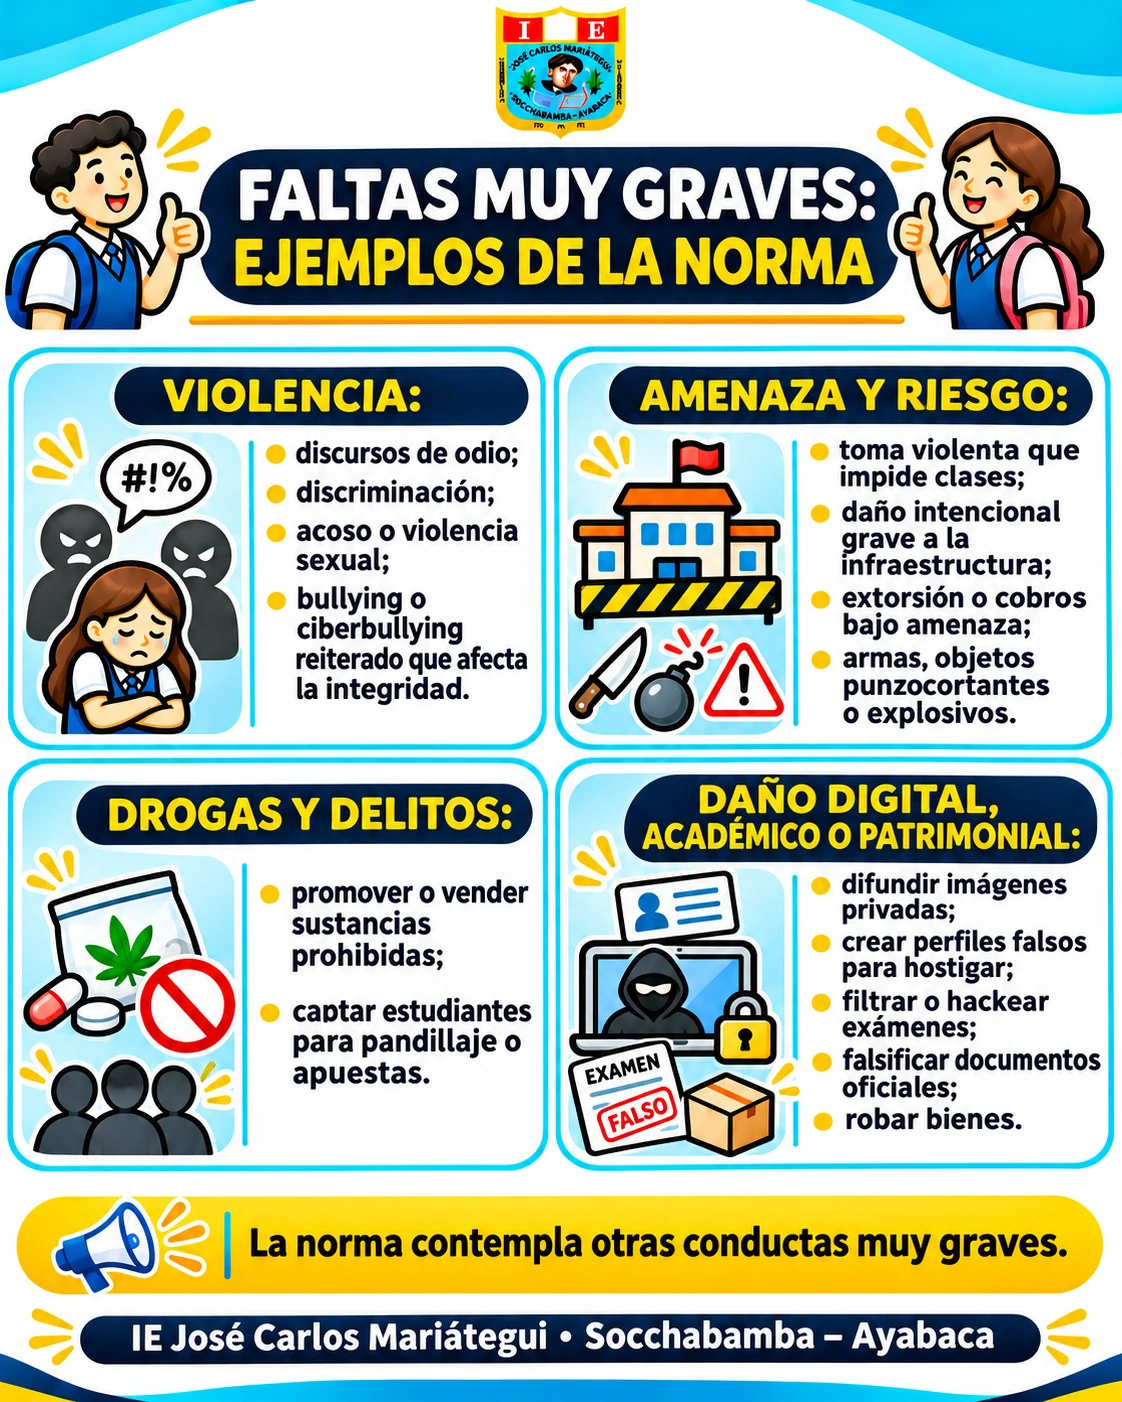 I E
JOSÉ CARLOS MARIÁTEGUI
SOCCHABAMBA - AYABACA
FALTAS MUY GRAVES:
EJEMPLOS DE LA NORMA
VIOLENCIA:
#!%
discursos de odio;
discriminación;
acoso o violencia
sexual;
bullying o
ciberbullying
reiterado que afecta
la integridad.
AMENAZA Y RIESGO:
!
toma violenta que
impide clases;
daño intencional
grave a la
infraestructura;
extorsión o cobros
bajo amenaza;
armas, objetos
punzocortantes
o explosivos.
DROGAS Y DELITOS:
promover o vender
sustancias
prohibidas;
captar estudiantes
para pandillaje o
apuestas.
DAÑO DIGITAL,
ACADÉMICO O PATRIMONIAL:
EXAMEN
FALSO
difundir imágenes
privadas;
crear perfiles falsos
para hostigar;
filtrar o hackear
exámenes;
falsificar documentos
oficiales;
robar bienes.
La norma contempla otras conductas muy graves.
IE José Carlos Mariátegui • Socchabamba – Ayabaca